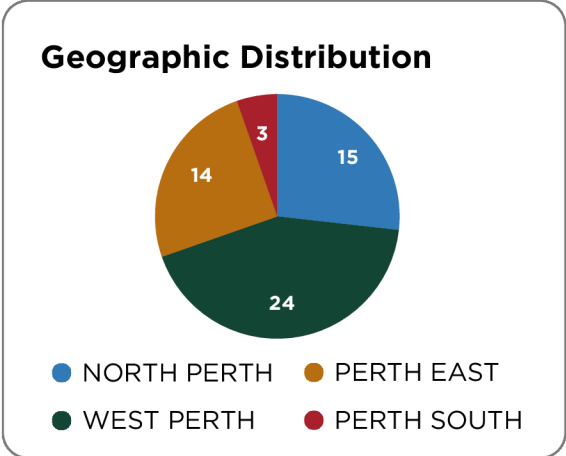 Geographic Distribution
3
15
14
24
NORTH PERTH
PERTH EAST
WEST PERTH
PERTH SOUTH